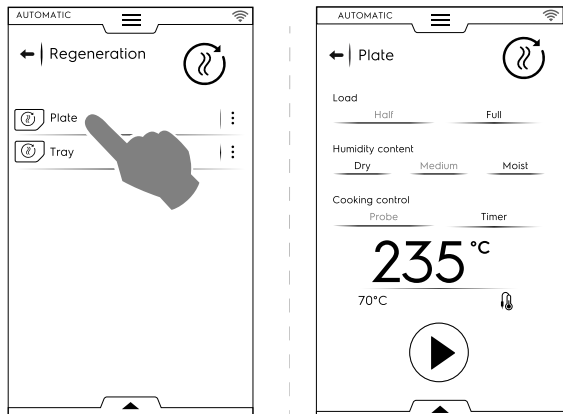 AUTOMATIC
Regeneration
Plate
Tray
AUTOMATIC
Plate
Load
Half Full
Humidity content
Dry Medium Moist
Cooking control
Probe Timer
235 °C
70°C